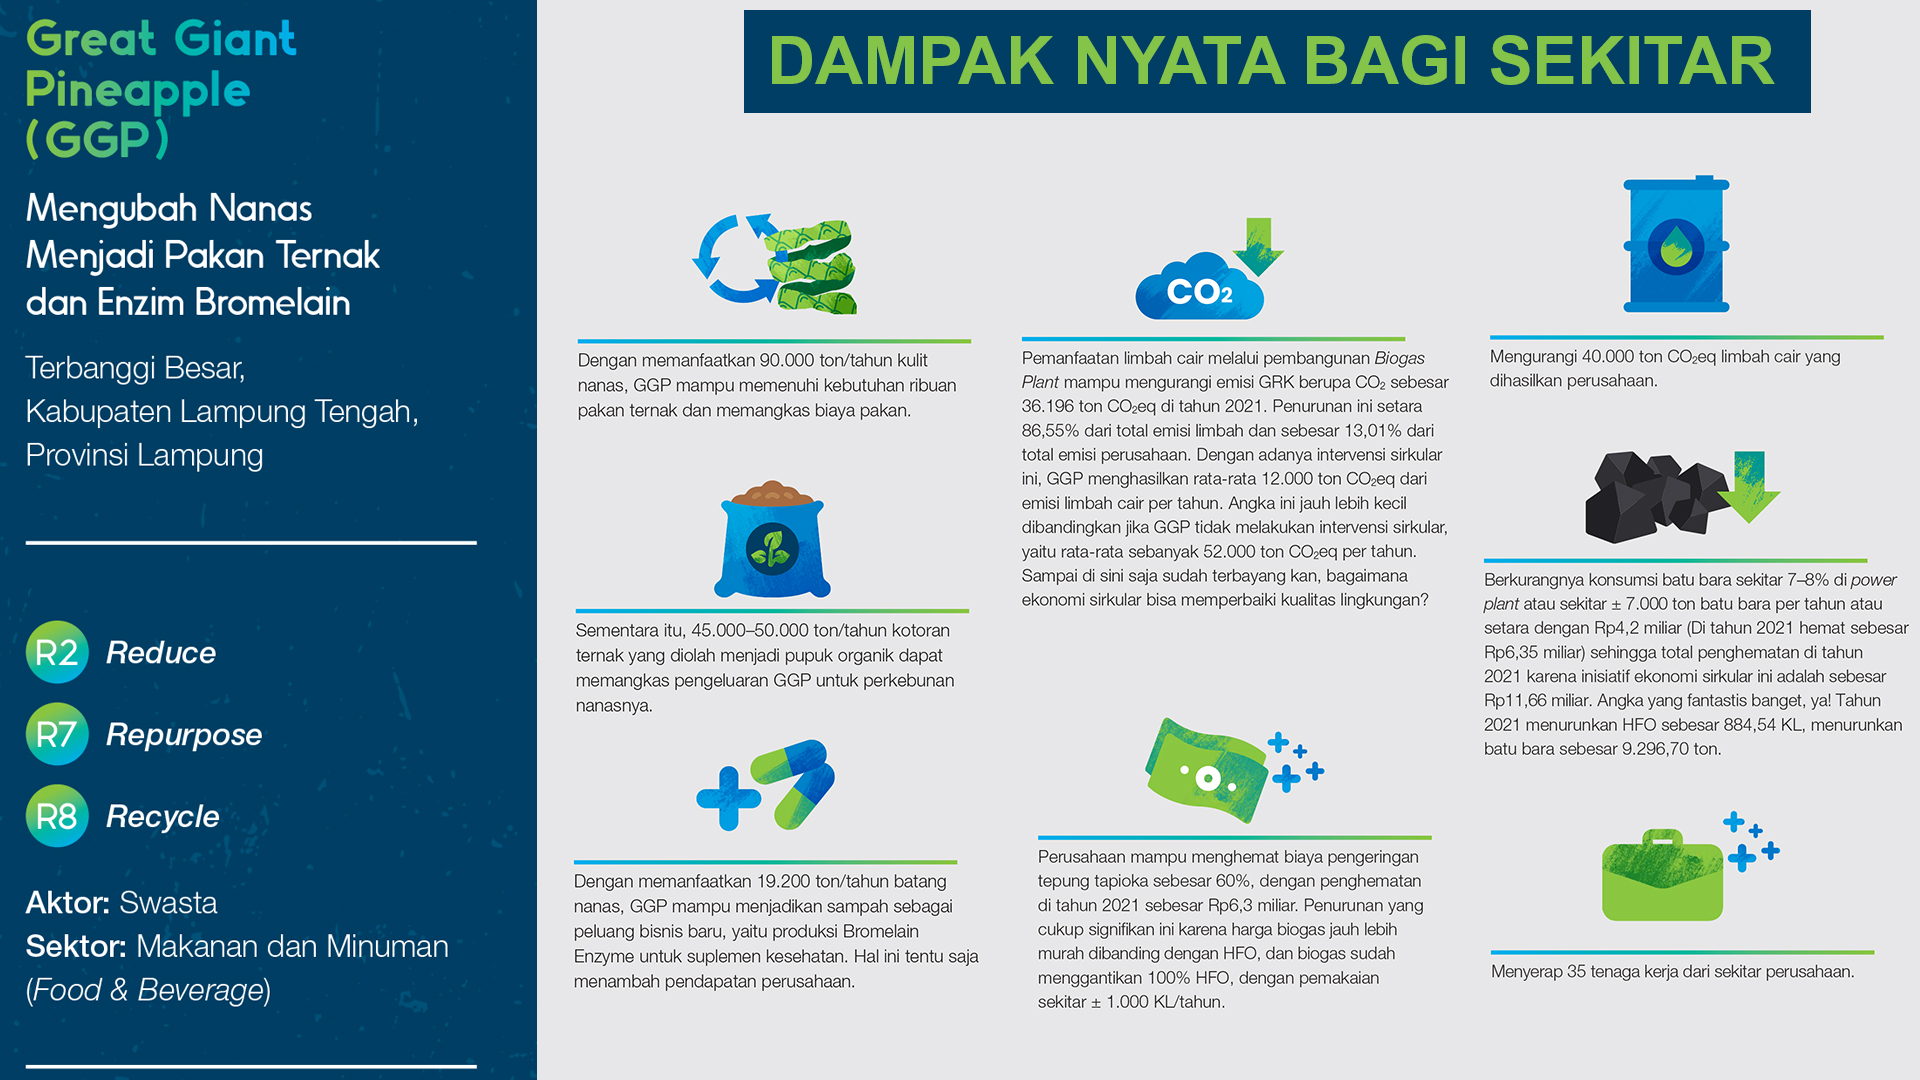 Great Giant
Pineapple
(GGP)
Mengubah Nanas
Menjadi Pakan Ternak
dan Enzim Bromelain
Terbanggi Besar,
Kabupaten Lampung Tengah,
Provinsi Lampung
R2 Reduce
R7 Repurpose
R8 Recycle
Aktor: Swasta
Sektor: Makanan dan Minuman
(Food & Beverage)
DAMPAK NYATA BAGI SEKITAR
Dengan memanfaatkan 90.000 ton/tahun kulit
nanas, GGP mampu memenuhi kebutuhan ribuan
pakan ternak dan memangkas biaya pakan.
Sementara itu, 45.000–50.000 ton/tahun kotoran
ternak yang diolah menjadi pupuk organik dapat
memangkas pengeluaran GGP untuk perkebunan
nanasnya.
Dengan memanfaatkan 19.200 ton/tahun batang
nanas, GGP mampu menjadikan sampah sebagai
peluang bisnis baru, yaitu produksi Bromelain
Enzyme untuk suplemen kesehatan. Hal ini tentu saja
menambah pendapatan perusahaan.
CO₂
Pemanfaatan limbah cair melalui pembangunan Biogas
Plant mampu mengurangi emisi GRK berupa CO₂ sebesar
36.196 ton CO₂eq di tahun 2021. Penurunan ini setara
86,55% dari total emisi limbah dan sebesar 13,01% dari
total emisi perusahaan. Dengan adanya intervensi sirkular
ini, GGP menghasilkan rata-rata 12.000 ton CO₂eq dari
emisi limbah cair per tahun. Angka ini jauh lebih kecil
dibandingkan jika GGP tidak melakukan intervensi sirkular,
yaitu rata-rata sebanyak 52.000 ton CO₂eq per tahun.
Sampai di sini saja sudah terbayang kan, bagaimana
ekonomi sirkular bisa memperbaiki kualitas lingkungan?
Perusahaan mampu menghemat biaya pengeringan
tepung tapioka sebesar 60%, dengan penghematan
di tahun 2021 sebesar Rp6,3 miliar. Penurunan yang
cukup signifikan ini karena harga biogas jauh lebih
murah dibanding dengan HFO, dan biogas sudah
menggantikan 100% HFO, dengan pemakaian
sekitar ± 1.000 KL/tahun.
Mengurangi 40.000 ton CO₂eq limbah cair yang
dihasilkan perusahaan.
Berkurangnya konsumsi batu bara sekitar 7–8% di power
plant atau sekitar ± 7.000 ton batu bara per tahun atau
setara dengan Rp4,2 miliar (Di tahun 2021 hemat sebesar
Rp6,35 miliar) sehingga total penghematan di tahun
2021 karena inisiatif ekonomi sirkular ini adalah sebesar
Rp11,66 miliar. Angka yang fantastis banget, ya! Tahun
2021 menurunkan HFO sebesar 884,54 KL, menurunkan
batu bara sebesar 9.296,70 ton.
Menyerap 35 tenaga kerja dari sekitar perusahaan.